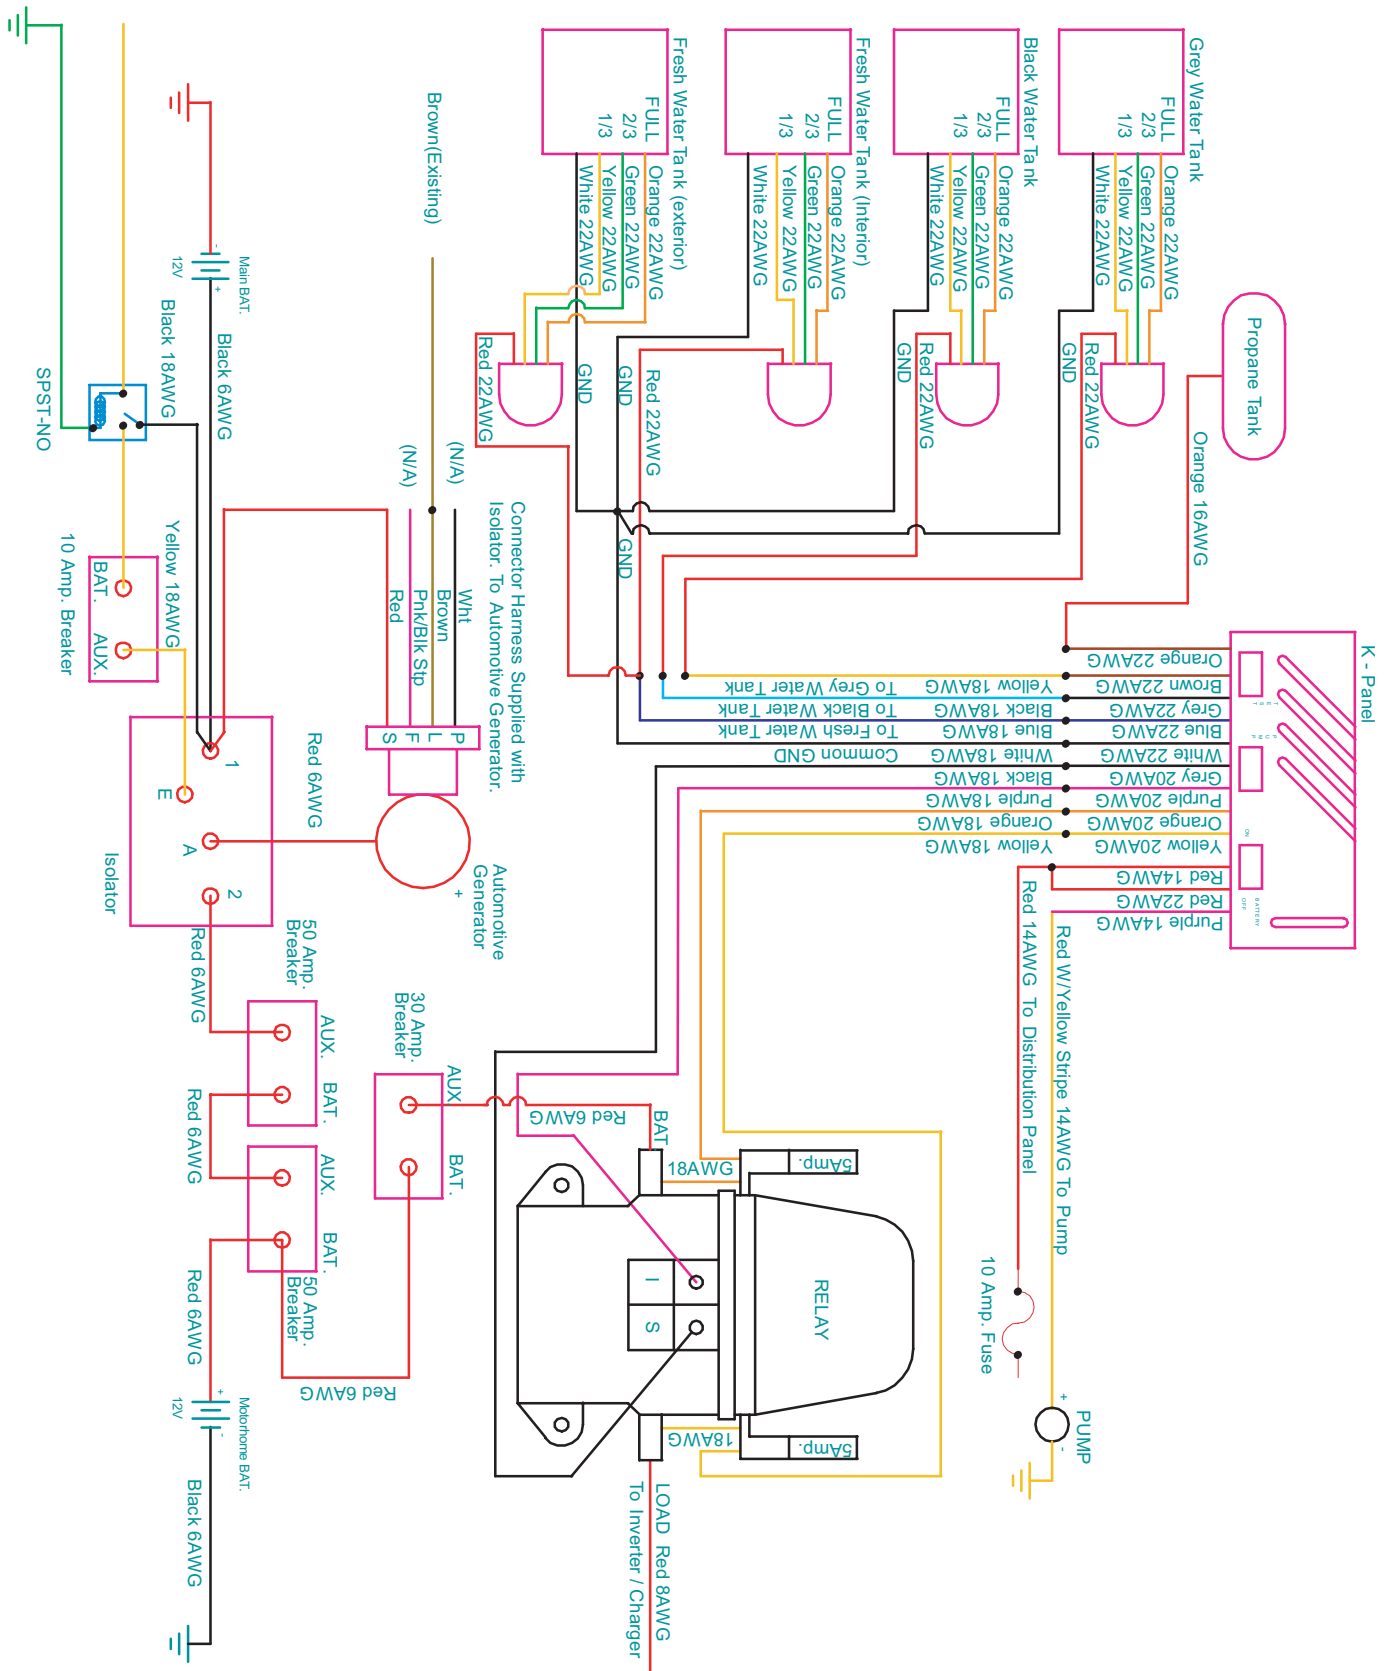 Grey Water Tank
FULL
2/3
1/3
Orange 22AWG
Green 22AWG
Yellow 22AWG
White 22AWG
Red 22AWG
GND
Black Water Tank
FULL
2/3
1/3
Orange 22AWG
Green 22AWG
Yellow 22AWG
White 22AWG
Red 22AWG
GND
Fresh Water Tank (Interior)
FULL
2/3
1/3
Orange 22AWG
Green 22AWG
Yellow 22AWG
White 22AWG
Red 22AWG
GND
Fresh Water Tank (exterior)
FULL
2/3
1/3
Orange 22AWG
Green 22AWG
Yellow 22AWG
White 22AWG
Red 22AWG
GND
GND
Propane Tank
Orange 16AWG
K - Panel
TEST
PUMP
ON
BATTERY
OFF
Orange 22AWG
Brown 22AWG
Grey 22AWG
Blue 22AWG
White 22AWG
Grey 20AWG
Purple 20AWG
Orange 20AWG
Yellow 20AWG
Red 14AWG
Red 22AWG
Purple 14AWG
Yellow 18AWG
Black 18AWG
Blue 18AWG
White 18AWG
Black 18AWG
Purple 18AWG
Orange 18AWG
Yellow 18AWG
To Grey Water Tank
To Black Water Tank
To Fresh Water Tank
Common GND
Red W/Yellow Stripe 14AWG To Pump
Red 14AWG To Distribution Panel
10 Amp. Fuse
PUMP
+
-
Brown(Existing)
(N/A)
(N/A)
Connector Harness Supplied with
Isolator. To Automotive Generator.
Wht
Brown
Pnk/Blk Stp
Red
P
L
F
S
Automotive
Generator
+
Red 6AWG
Main BAT.
12V
-
+
Black 6AWG
Black 18AWG
SPST-NO
Yellow 18AWG
BAT.
AUX.
10 Amp. Breaker
1
E
A
2
Isolator
Red 6AWG
50 Amp.
Breaker
AUX.
BAT.
Red 6AWG
AUX.
BAT.
50 Amp.
Breaker
Red 6AWG
30 Amp.
Breaker
AUX.
BAT.
Red 6AWG
Red 6AWG
Motorhome BAT.
12V
+
-
Black 6AWG
BAT
18AWG
5Amp.
RELAY
I
S
18AWG
5Amp.
LOAD Red 8AWG
To Inverter / Charger